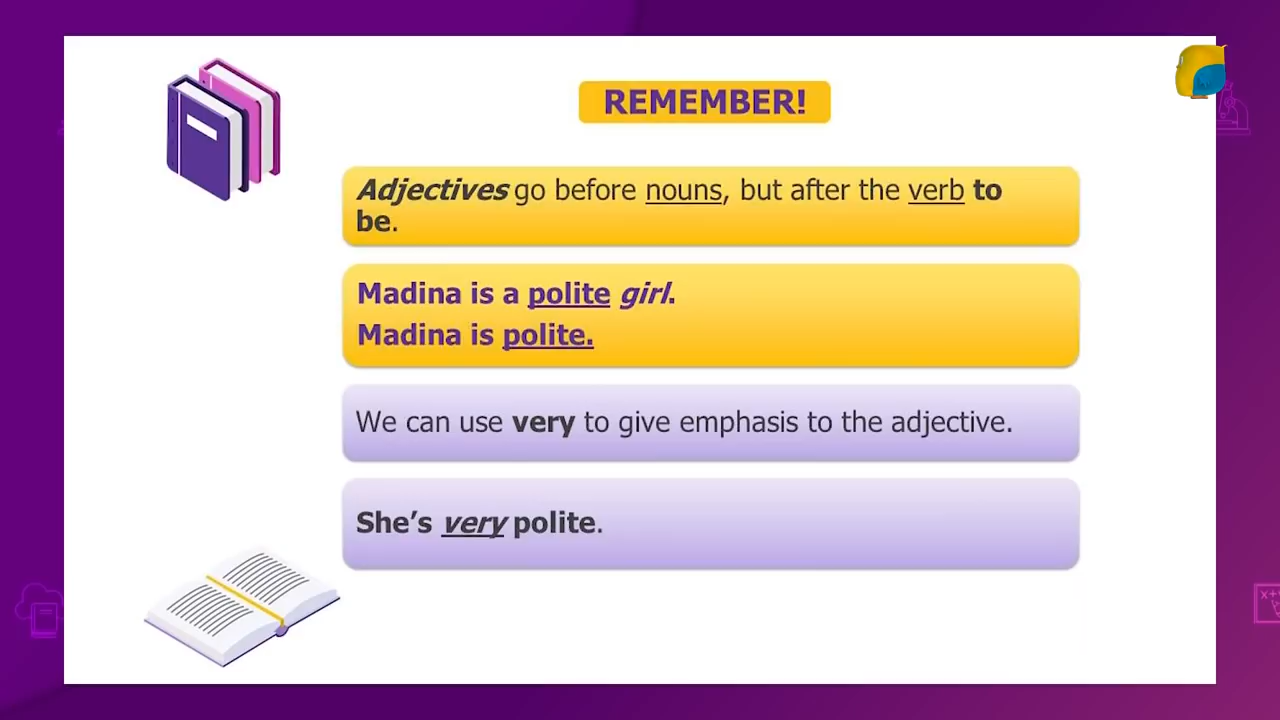 REMEMBER!
Adjectives go before nouns, but after the verb to
be.
Madina is a polite girl.
Madina is polite.
We can use very to give emphasis to the adjective.
She's very polite.